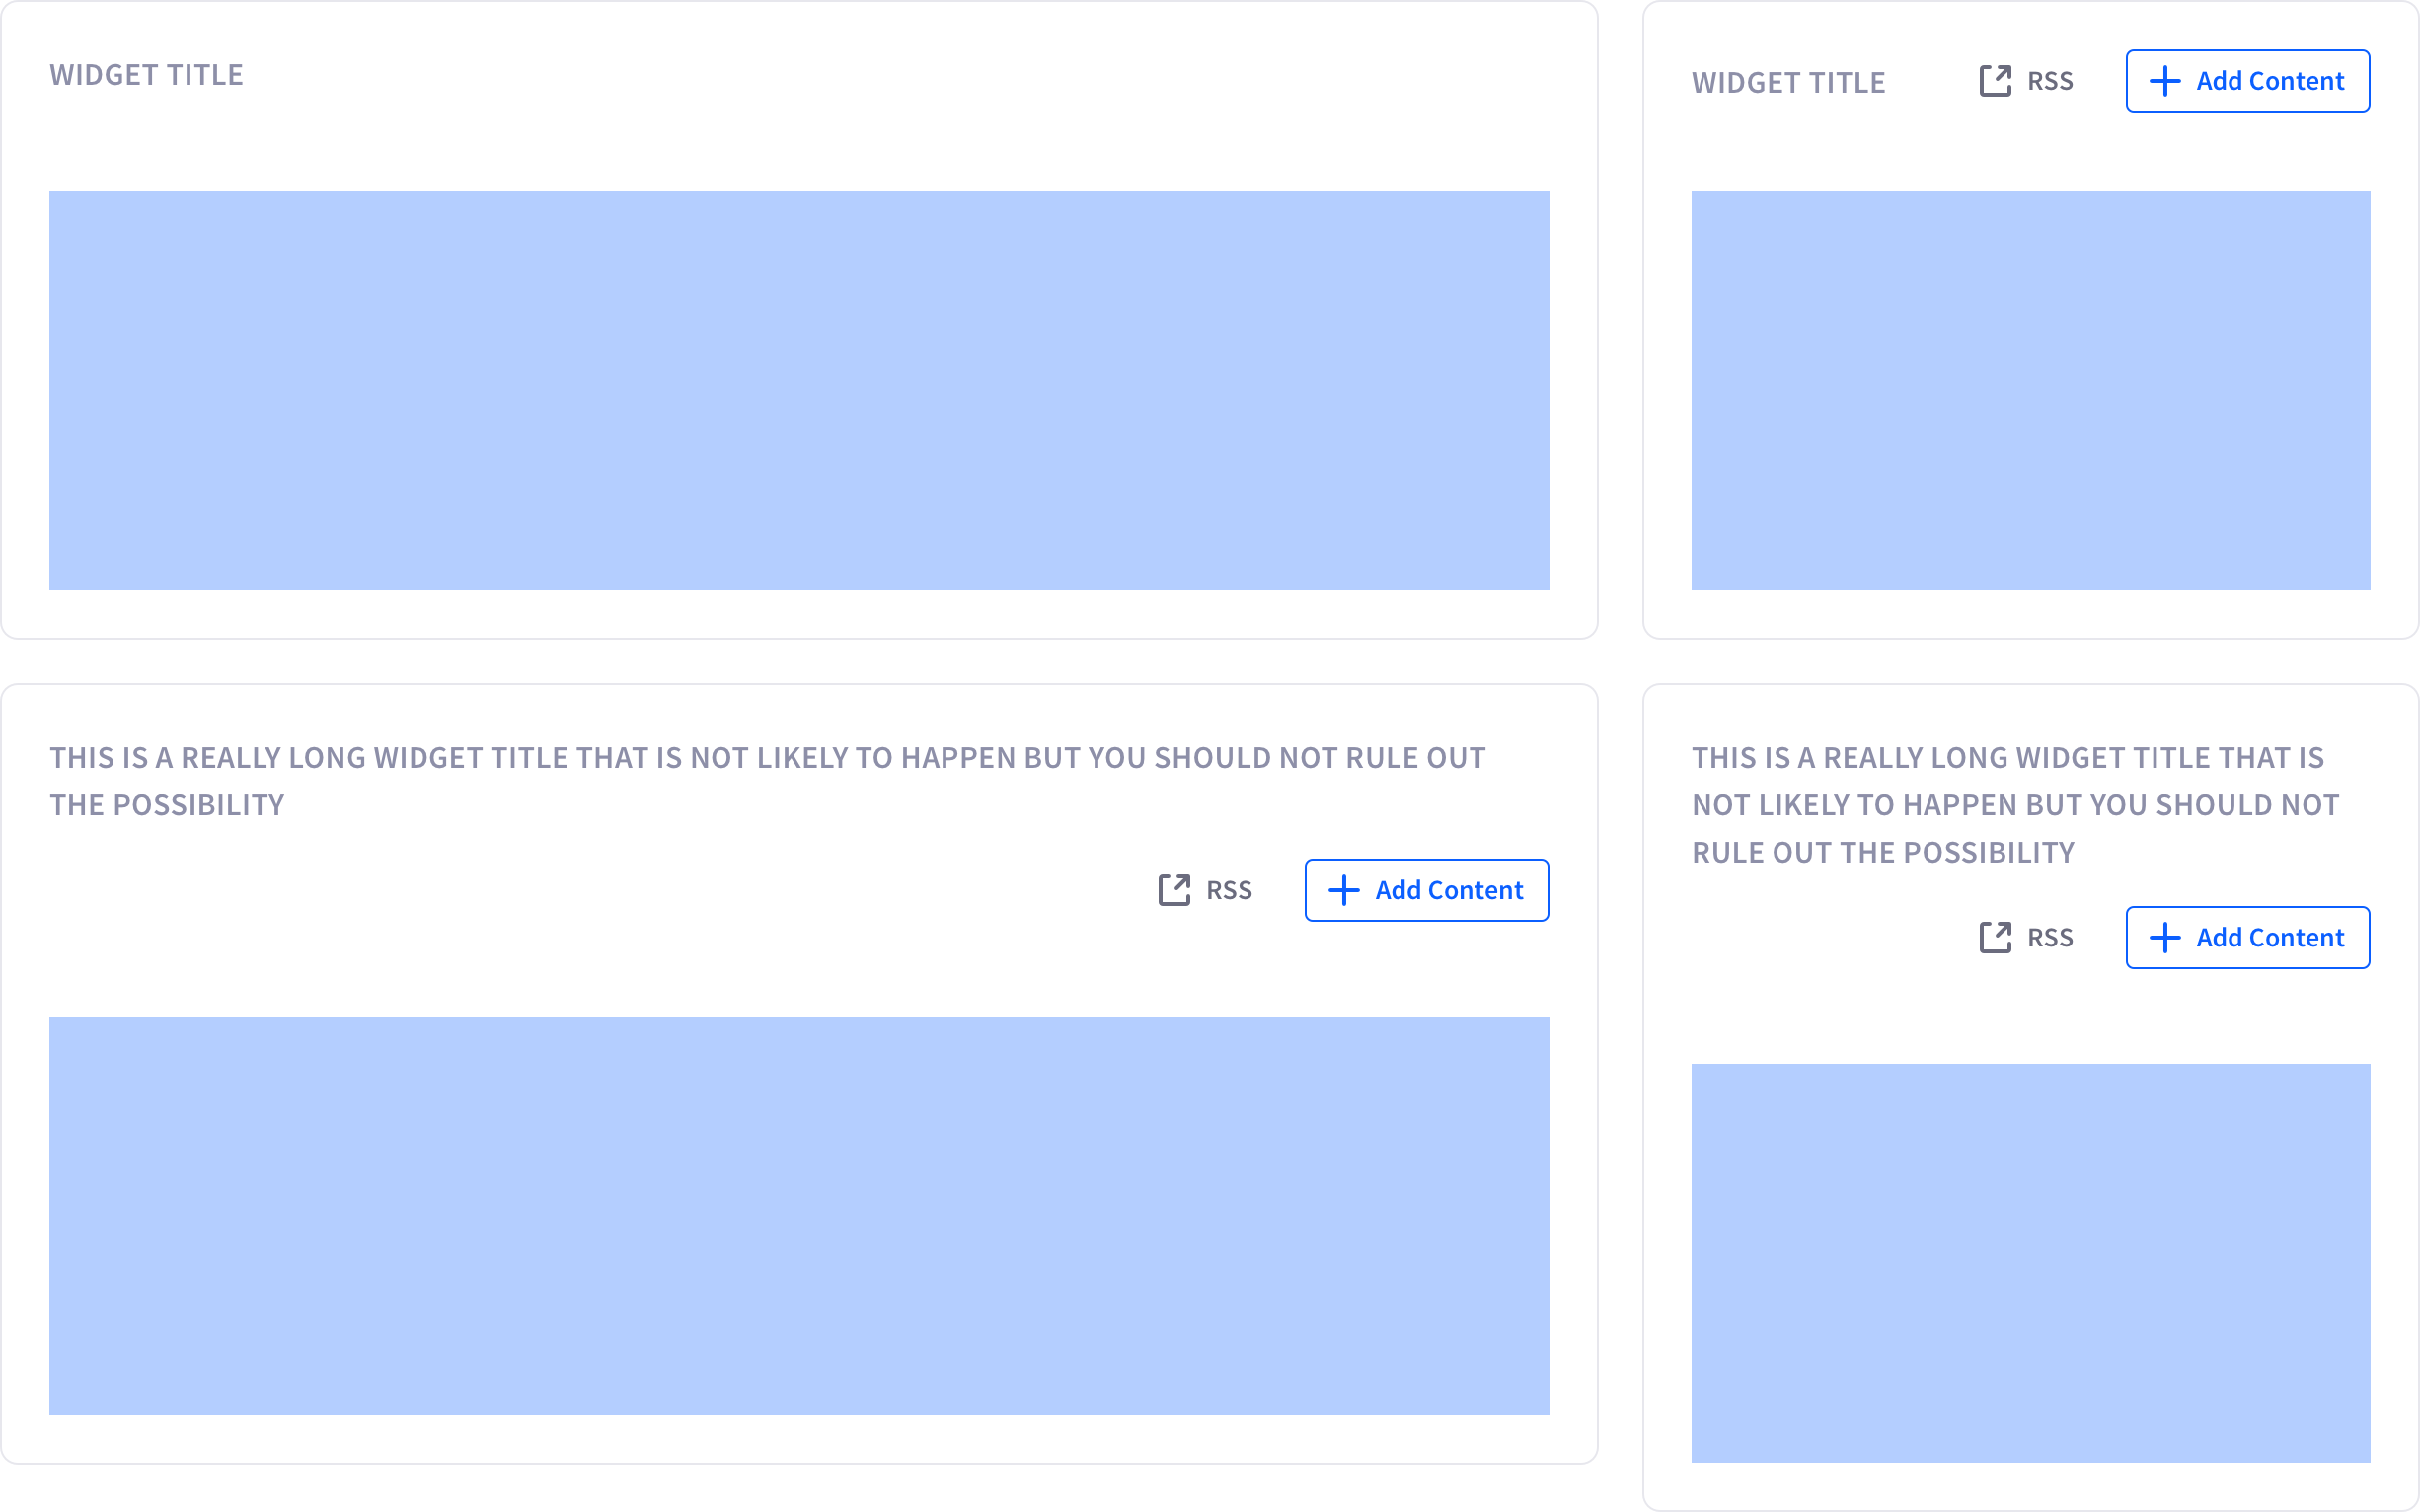 WIDGET TITLE
WIDGET TITLE
RSS
Add Content
THIS IS A REALLY LONG WIDGET TITLE THAT IS NOT LIKELY TO HAPPEN BUT YOU SHOULD NOT RULE OUT
THE POSSIBILITY
RSS
Add Content
THIS IS A REALLY LONG WIDGET TITLE THAT IS
NOT LIKELY TO HAPPEN BUT YOU SHOULD NOT
RULE OUT THE POSSIBILITY
RSS
Add Content